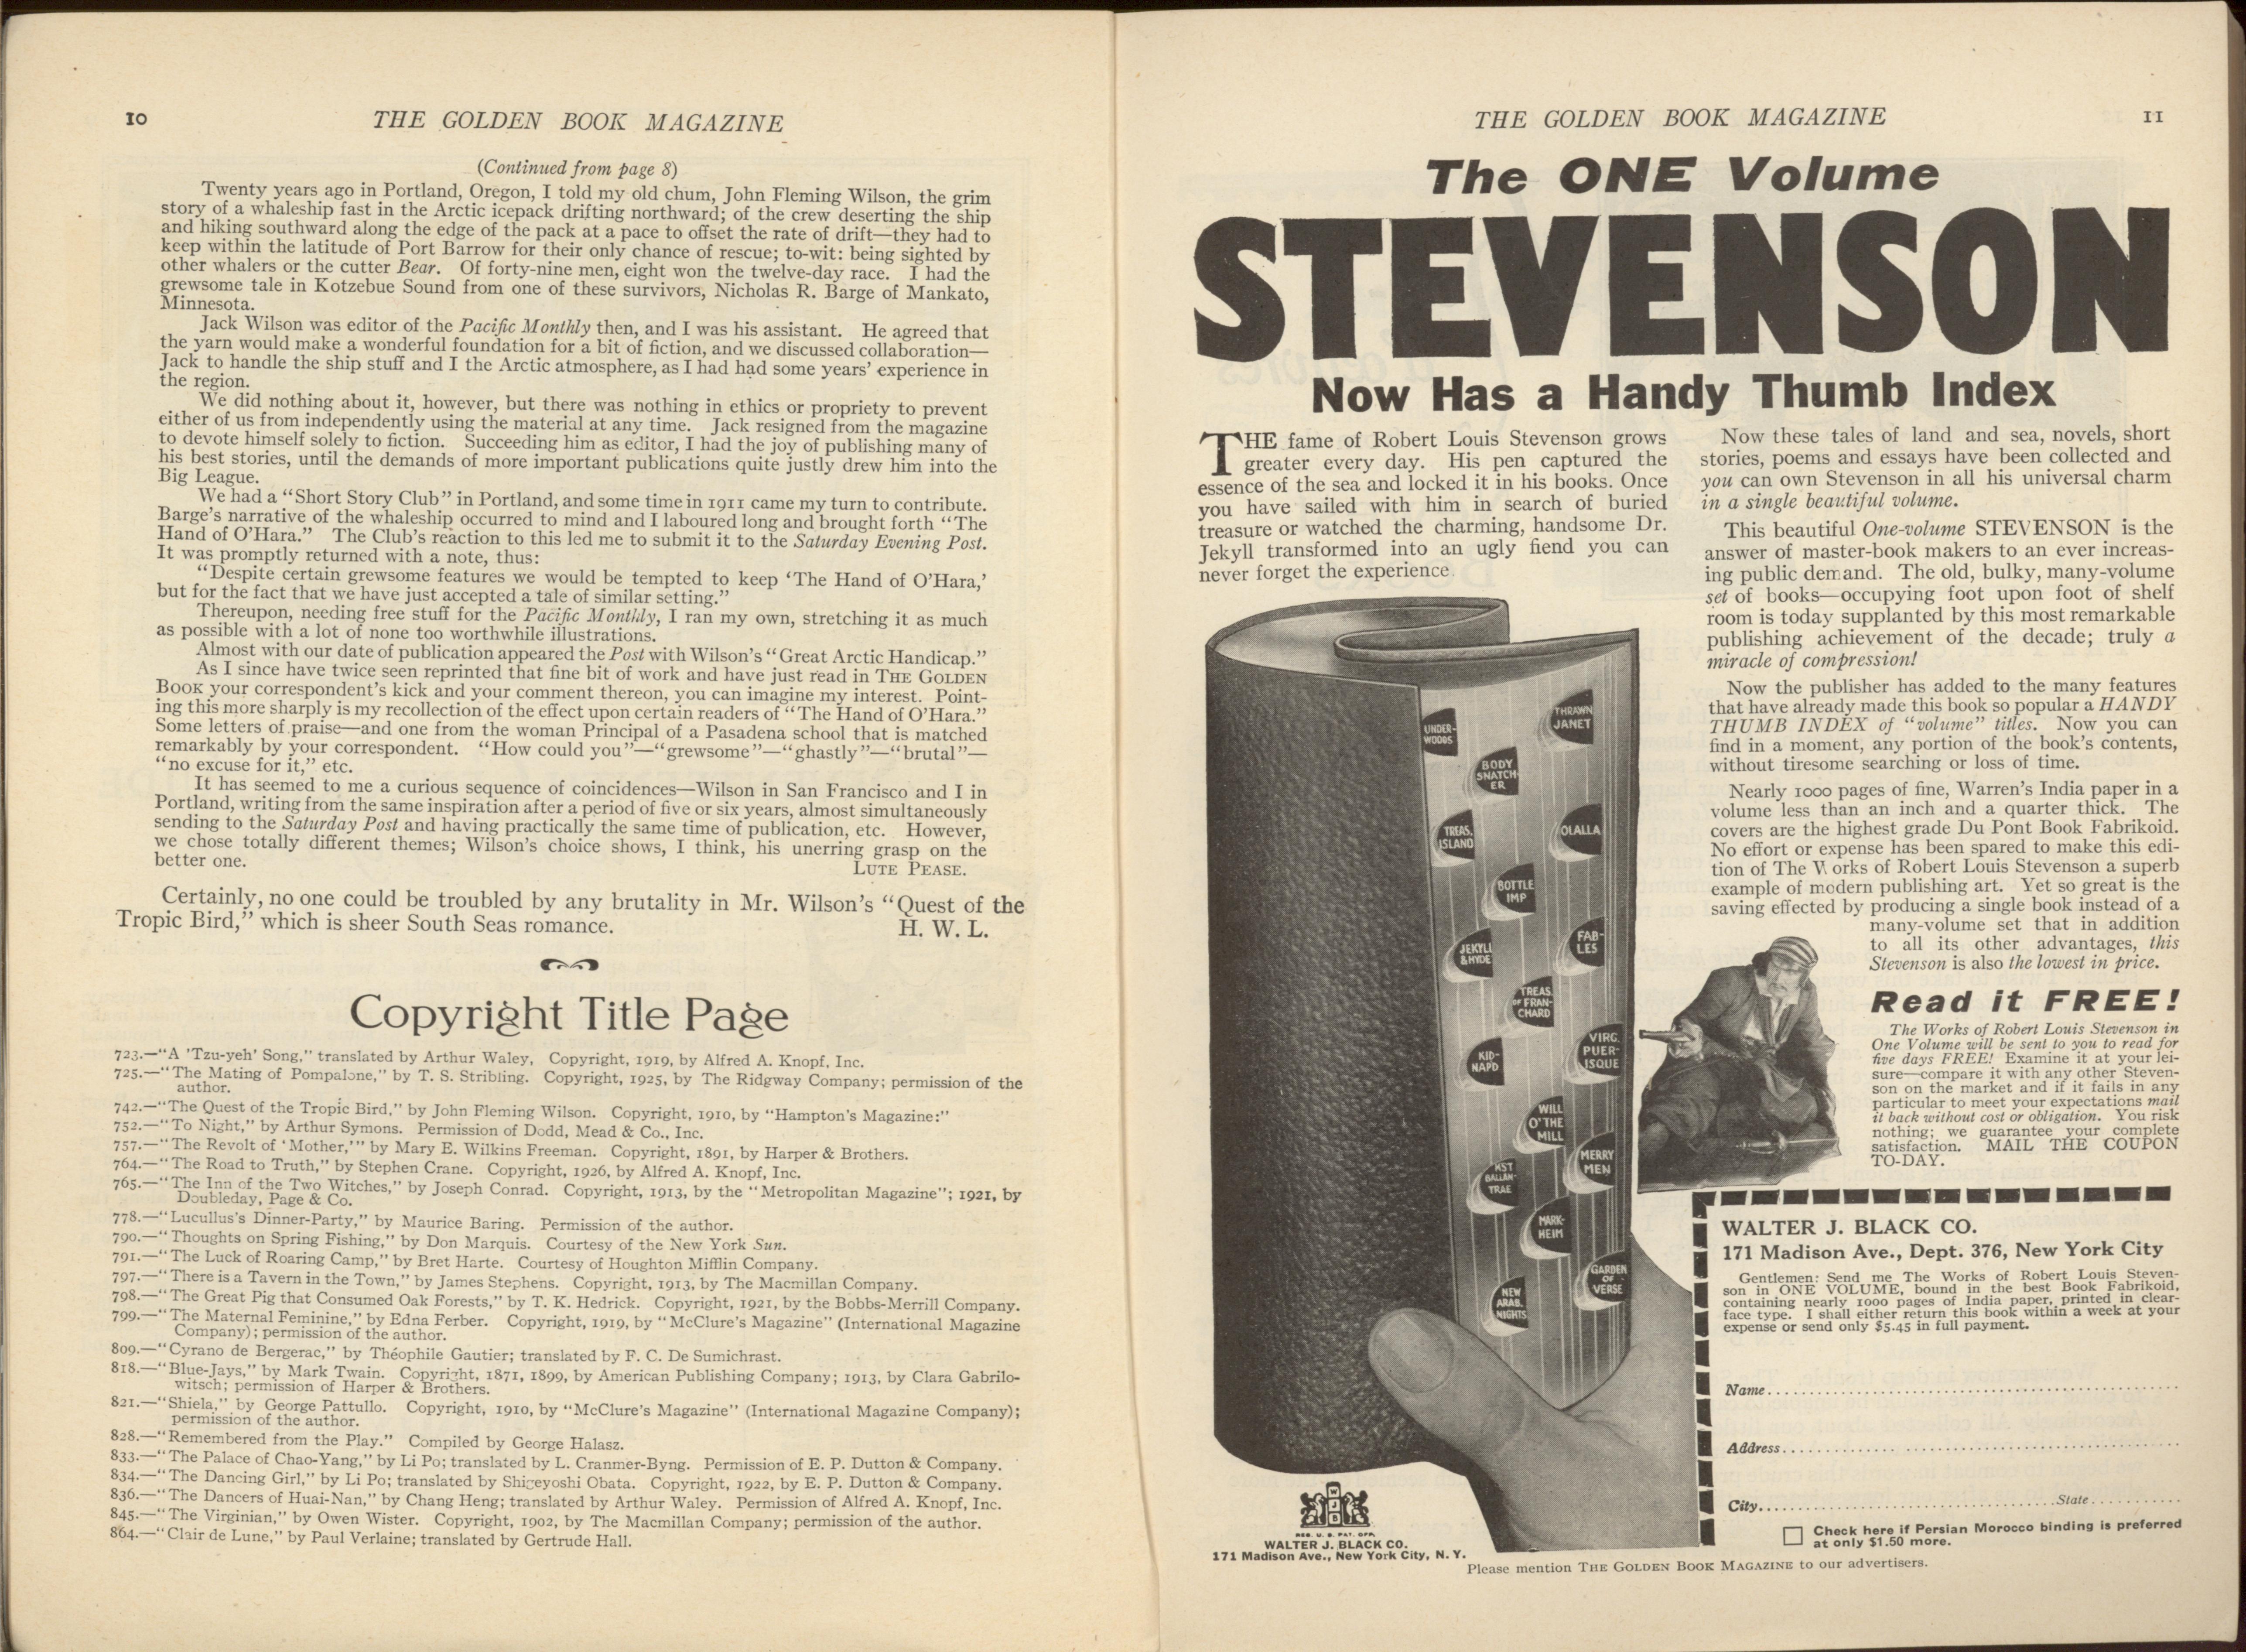 10
THE GOLDEN BOOK MAGAZINE
(Continued from page 8)
Twenty years ago in Portland, Oregon, I told my old chum, John Fleming Wilson, the grim
story of a whaleship fast in the Arctic icepack drifting northward; of the crew deserting the ship
and hiking southward along the edge of the pack at a pace to offset the rate of drift—they had to
keep within the latitude of Port Barrow for their only chance of rescue; to-wit: being sighted by
other whalers or the cutter Bear. Of forty-nine men, eight won the twelve-day race. I had the
grewsome tale in Kotzebue Sound from one of these survivors, Nicholas R. Barge of Mankato,
Minnesota.
Jack Wilson was editor of the Pacific Monthly then, and I was his assistant. He agreed that
the yarn would make a wonderful foundation for a bit of fiction, and we discussed collaboration—
Jack to handle the ship stuff and I the Arctic atmosphere, as I had had some years' experience in
the region.
We did nothing about it, however, but there was nothing in ethics or propriety to prevent
either of us from independently using the material at any time. Jack resigned from the magazine
to devote himself solely to fiction. Succeeding him as editor, I had the joy of publishing many of
his best stories, until the demands of more important publications quite justly drew him into the
Big League.
We had a "Short Story Club" in Portland, and some time in 1911 came my turn to contribute.
Barge's narrative of the whaleship occurred to mind and I laboured long and brought forth "The
Hand of O'Hara." The Club's reaction to this led me to submit it to the Saturday Evening Post.
It was promptly returned with a note, thus:
"Despite certain grewsome features we would be tempted to keep 'The Hand of O'Hara,'
but for the fact that we have just accepted a tale of similar setting."
Thereupon, needing free stuff for the Pacific Monthly, I ran my own, stretching it as much
as possible with a lot of none too worthwhile illustrations.
Almost with our date of publication appeared the Post with Wilson's "Great Arctic Handicap."
As I since have twice seen reprinted that fine bit of work and have just read in THE GOLDEN
BOOK your correspondent's kick and your comment thereon, you can imagine my interest. Point-
ing this more sharply is my recollection of the effect upon certain readers of "The Hand of O'Hara."
Some letters of praise—and one from the woman Principal of a Pasadena school that is matched
remarkably by your correspondent. "How could you"—"grewsome"—"ghastly"—"brutal"—
"no excuse for it," etc.
It has seemed to me a curious sequence of coincidences—Wilson in San Francisco and I in
Portland, writing from the same inspiration after a period of five or six years, almost simultaneously
sending to the Saturday Post and having practically the same time of publication, etc. However,
we chose totally different themes; Wilson's choice shows, I think, his unerring grasp on the
better one.
LUTE PEASE.
Certainly, no one could be troubled by any brutality in Mr. Wilson's "Quest of the
Tropic Bird," which is sheer South Seas romance.
H. W. L.
Copyright Title Page
723.—"A 'Tzu-yeh' Song," translated by Arthur Waley, Copyright, 1919, by Alfred A. Knopf, Inc.
725.—"The Mating of Pompalone," by T. S. Stribling. Copyright, 1925, by The Ridgway Company; permission of the
author.
742.—"The Quest of the Tropic Bird," by John Fleming Wilson. Copyright, 1910, by "Hampton's Magazine:"
752.—"To Night," by Arthur Symons. Permission of Dodd, Mead & Co., Inc.
757.—"The Revolt of 'Mother,'" by Mary E. Wilkins Freeman. Copyright, 1891, by Harper & Brothers.
764.—"The Road to Truth," by Stephen Crane. Copyright, 1926, by Alfred A. Knopf, Inc.
765.—"The Inn of the Two Witches," by Joseph Conrad. Copyright, 1913, by the "Metropolitan Magazine"; 1921, by
Doubleday, Page & Co.
778.—"Lucullus's Dinner-Party," by Maurice Baring. Permission of the author.
790.—"Thoughts on Spring Fishing," by Don Marquis. Courtesy of the New York Sun.
791.—"The Luck of Roaring Camp," by Bret Harte. Courtesy of Houghton Mifflin Company.
797.—"There is a Tavern in the Town," by James Stephens. Copyright, 1913, by The Macmillan Company.
798.—"The Great Pig that Consumed Oak Forests," by T. K. Hedrick. Copyright, 1921, by the Bobbs-Merrill Company.
799.—"The Maternal Feminine," by Edna Ferber. Copyright, 1919, by "McClure's Magazine" (International Magazine
Company); permission of the author.
809.—"Cyrano de Bergerac," by Théophile Gautier; translated by F. C. De Sumichrast.
818.—"Blue-Jays," by Mark Twain. Copyright, 1871, 1899, by American Publishing Company; 1913, by Clara Gabrilo-
witsch; permission of Harper & Brothers.
821.—"Shiela," by George Pattullo. Copyright, 1910, by "McClure's Magazine" (International Magazine Company);
permission of the author.
828.—"Remembered from the Play." Compiled by George Halasz.
833.—"The Palace of Chao-Yang," by Li Po; translated by L. Cranmer-Byng. Permission of E. P. Dutton & Company.
834.—"The Dancing Girl," by Li Po; translated by Shigeyoshi Obata. Copyright, 1922, by E. P. Dutton & Company.
836.—"The Dancers of Huai-Nan," by Chang Heng; translated by Arthur Waley. Permission of Alfred A. Knopf, Inc.
845.—"The Virginian," by Owen Wister. Copyright, 1902, by The Macmillan Company; permission of the author.
864.—"Clair de Lune," by Paul Verlaine; translated by Gertrude Hall.
THE GOLDEN BOOK MAGAZINE
11
The ONE Volume
STEVENSON
Now Has a Handy Thumb Index
THE fame of Robert Louis Stevenson grows
greater every day. His pen captured the
essence of the sea and locked it in his books. Once
you have sailed with him in search of buried
treasure or watched the charming, handsome Dr.
Jekyll transformed into an ugly fiend you can
never forget the experience.
Now these tales of land and sea, novels, short
stories, poems and essays have been collected and
you can own Stevenson in all his universal charm
in a single beautiful volume.
This beautiful One-volume STEVENSON is the
answer of master-book makers to an ever increas-
ing public demand. The old, bulky, many-volume
set of books—occupying foot upon foot of shelf
room is today supplanted by this most remarkable
publishing achievement of the decade; truly a
miracle of compression!
Now the publisher has added to the many features
that have already made this book so popular a HANDY
THUMB INDEX of "volume" titles. Now you can
find in a moment, any portion of the book's contents,
without tiresome searching or loss of time.
Nearly 1000 pages of fine, Warren's India paper in a
volume less than an inch and a quarter thick. The
covers are the highest grade Du Pont Book Fabrikoid.
No effort or expense has been spared to make this edi-
tion of The Works of Robert Louis Stevenson a superb
example of modern publishing art. Yet so great is the
saving effected by producing a single book instead of a
many-volume set that in addition
to all its other advantages, this
Stevenson is also the lowest in price.
UNDER-
WOODS
THRAWN
JANET
BODY
SNATCH-
ER
TREAS.
ISLAND
OLALLA
BOTTLE
IMP
JEKYLL
& HYDE
FAB-
LES
TREAS.
OF FRAN-
CHARD
KID-
NAPD
VIRG.
PUER-
ISQUE
WILL
O'THE
MILL
MERRY
MEN
MST
BALLAN-
TRAE
MARK-
HEIM
GARDEN
OF
VERSE
NEW
ARAB.
NIGHTS
Read it FREE!
The Works of Robert Louis Stevenson in
One Volume will be sent to you to read for
five days FREE! Examine it at your lei-
sure—compare it with any other Steven-
son on the market and if it fails in any
particular to meet your expectations mail
it back without cost or obligation. You risk
nothing; we guarantee your complete
satisfaction. MAIL THE COUPON
TO-DAY.
WALTER J. BLACK CO.
171 Madison Ave., Dept. 376, New York City
Gentlemen: Send me The Works of Robert Louis Steven-
son in ONE VOLUME, bound in the best Book Fabrikoid,
containing nearly 1000 pages of India paper, printed in clear-
face type. I shall either return this book within a week at your
expense or send only $5.45 in full payment.
Name
Address
City State
Check here if Persian Morocco binding is preferred
at only $1.50 more.
W
J
B
REG. U. S. PAT. OFF.
WALTER J. BLACK CO.
171 Madison Ave., New York City, N. Y.
Please mention THE GOLDEN BOOK MAGAZINE to our advertisers.